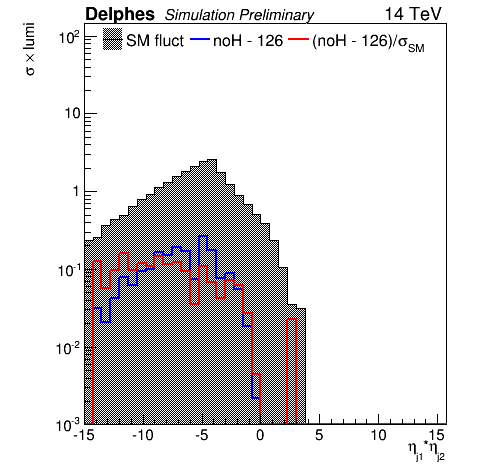 Delphes Simulation Preliminary 14 TeV
σ × lumi
SM fluct noH - 126 (noH - 126)/σSM
10²
10
1
10⁻¹
10⁻²
10⁻³
-15 -10 -5 0 5 10 15
ηj1*ηj2